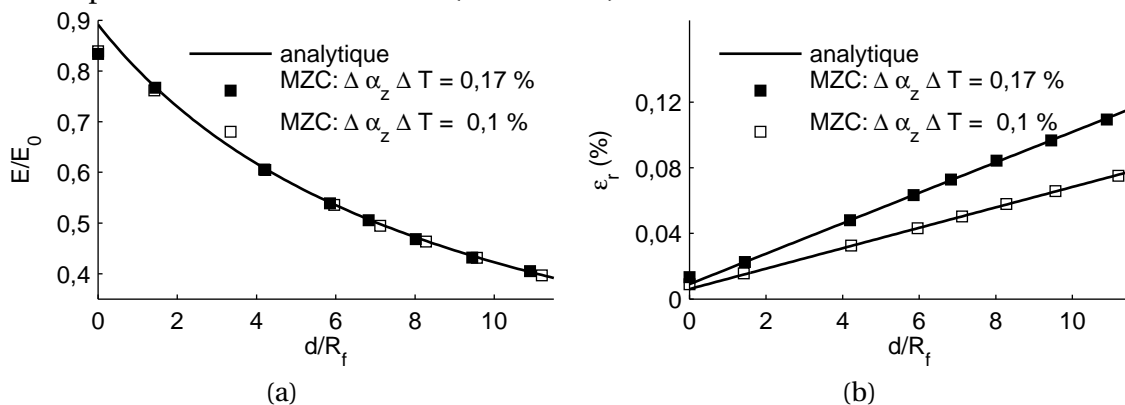 0,9
0,8
0,7
0,6
0,5
0,4
E/E0
0 2 4 6 8 10
d/Rf
analytique
MZC: Δ αz Δ T = 0,17 %
MZC: Δ αz Δ T = 0,1 %
(a)
0,12
0,08
0,04
0
εr (%)
0 2 4 6 8 10
d/Rf
analytique
MZC: Δ αz Δ T = 0,17 %
MZC: Δ αz Δ T = 0,1 %
(b)